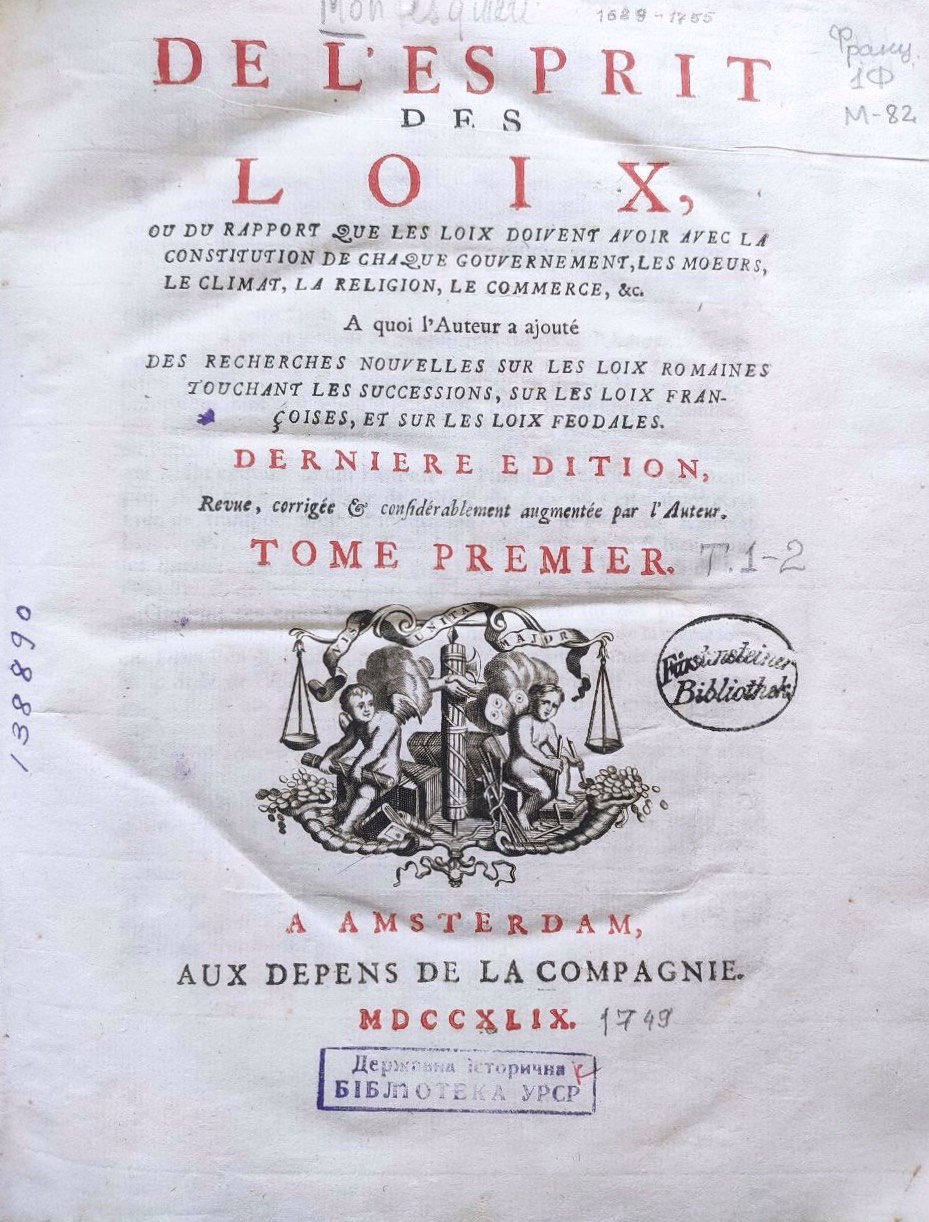 Montesquieu. 1689-1755
Франц.
1Ф
М-82
DE L'ESPRIT
DES
LOIX,
OU DU RAPPORT QUE LES LOIX DOIVENT AVOIR AVEC LA
CONSTITUTION DE CHAQUE GOUVERNEMENT, LES MOEURS,
LE CLIMAT, LA RELIGION, LE COMMERCE, &c.
A quoi l'Auteur a ajouté
DES RECHERCHES NOUVELLES SUR LES LOIX ROMAINES
TOUCHANT LES SUCCESSIONS, SUR LES LOIX FRAN-
ÇOISES, ET SUR LES LOIX FEODALES.
DERNIERE EDITION,
Revue, corrigée & considérablement augmentée par l'Auteur.
TOME PREMIER. Т. 1-2
VIS UNITA MAJOR
Fürstensteiner
Bibliothek
138890
A AMSTERDAM,
AUX DEPENS DE LA COMPAGNIE.
MDCCXLIX. 1749
Державна історична
БІБЛІОТЕКА УРСР